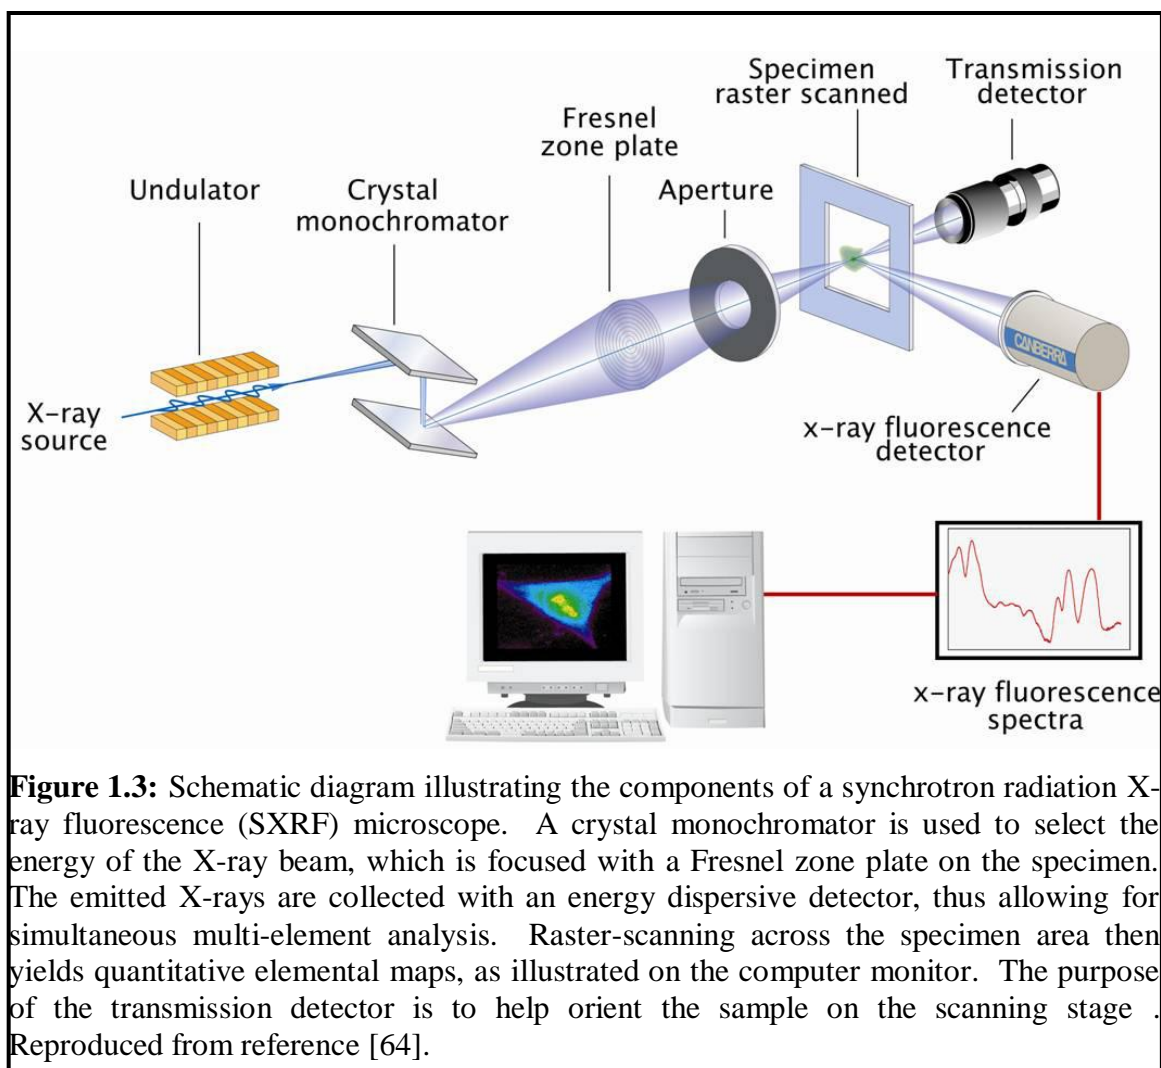 Specimen
raster scanned
Transmission
detector
Fresnel
zone plate
Undulator
Crystal
monochromator
Aperture
X-ray
source
CANBERRA
x-ray fluorescence
detector
x-ray fluorescence
spectra
Figure 1.3: Schematic diagram illustrating the components of a synchrotron radiation X-
ray fluorescence (SXRF) microscope. A crystal monochromator is used to select the
energy of the X-ray beam, which is focused with a Fresnel zone plate on the specimen.
The emitted X-rays are collected with an energy dispersive detector, thus allowing for
simultaneous multi-element analysis. Raster-scanning across the specimen area then
yields quantitative elemental maps, as illustrated on the computer monitor. The purpose
of the transmission detector is to help orient the sample on the scanning stage .
Reproduced from reference [64].